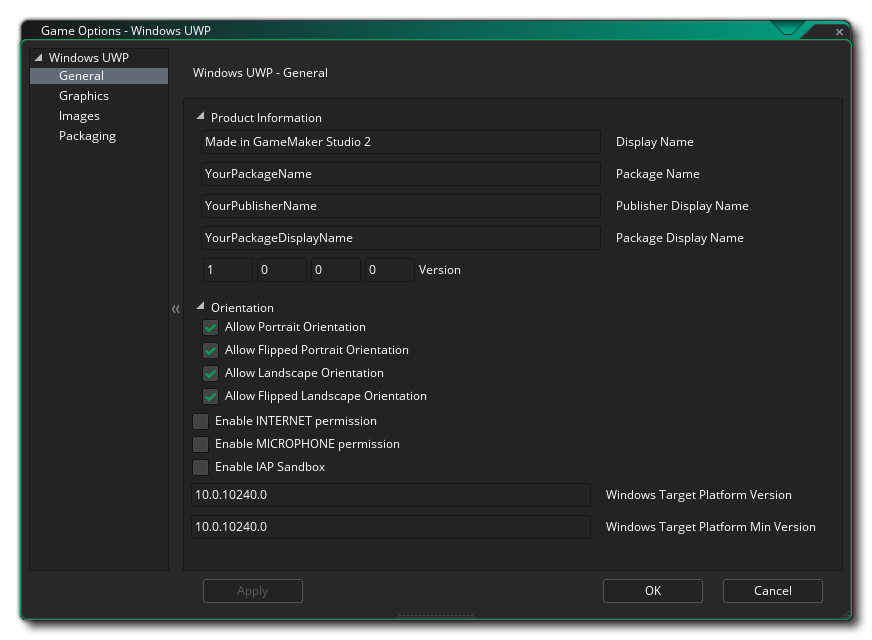 Game Options - Windows UWP
Windows UWP
General
Graphics
Images
Packaging
Windows UWP - General
Product Information
Made in GameMaker Studio 2 Display Name
YourPackageName Package Name
YourPublisherName Publisher Display Name
YourPackageDisplayName Package Display Name
1 0 0 0 Version
Orientation
Allow Portrait Orientation
Allow Flipped Portrait Orientation
Allow Landscape Orientation
Allow Flipped Landscape Orientation
Enable INTERNET permission
Enable MICROPHONE permission
Enable IAP Sandbox
10.0.10240.0 Windows Target Platform Version
10.0.10240.0 Windows Target Platform Min Version
Apply OK Cancel